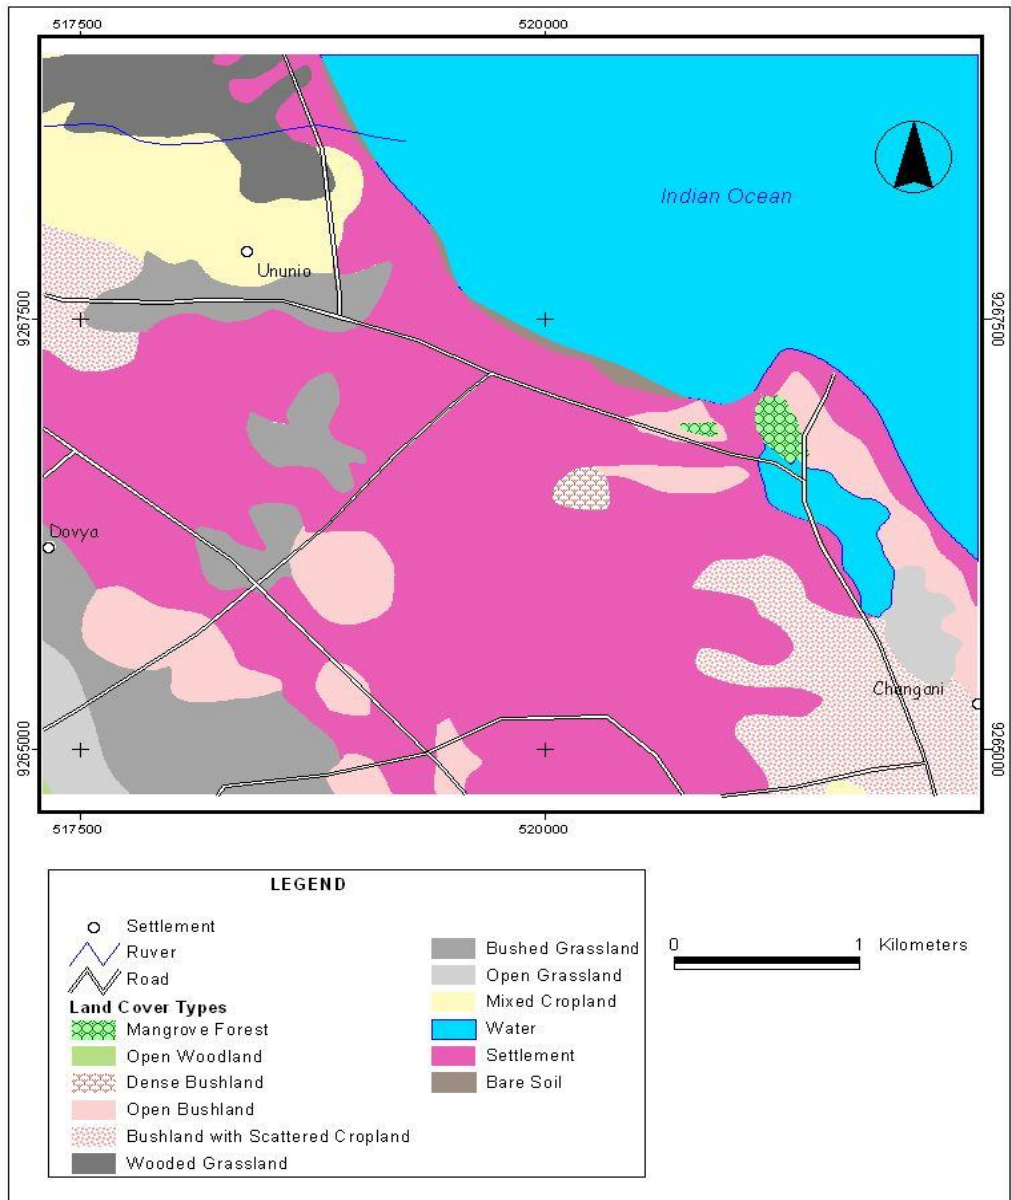 517500 520000
Indian Ocean
Ununio
9267500 9267500
Dovya
Changani
9265000 9265000
517500 520000
LEGEND
Settlement
Ruver
Road
Land Cover Types
Mangrove Forest
Open Woodland
Dense Bushland
Open Bushland
Bushland with Scattered Cropland
Wooded Grassland
Bushed Grassland
Open Grassland
Mixed Cropland
Water
Settlement
Bare Soil
0 1 Kilometers